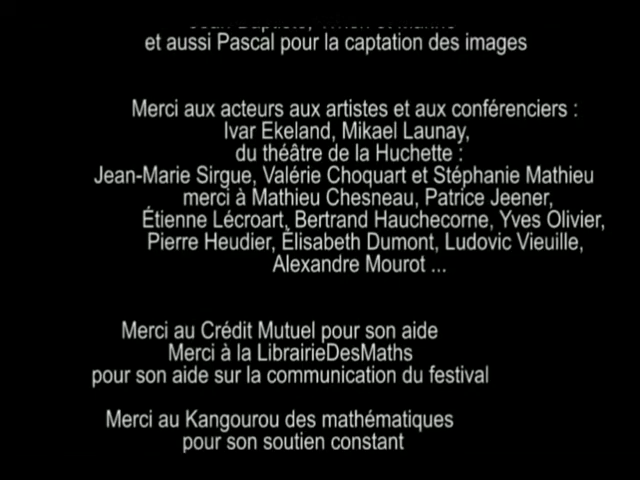 et aussi Pascal pour la captation des images
Merci aux acteurs aux artistes et aux conférenciers :
Ivar Ekeland, Mikael Launay,
du théâtre de la Huchette :
Jean-Marie Sirgue, Valérie Choquart et Stéphanie Mathieu
merci à Mathieu Chesneau, Patrice Jeener,
Étienne Lécroart, Bertrand Hauchecorne, Yves Olivier,
Pierre Heudier, Élisabeth Dumont, Ludovic Vieuille,
Alexandre Mourot ...
Merci au Crédit Mutuel pour son aide
Merci à la LibrairieDesMaths
pour son aide sur la communication du festival
Merci au Kangourou des mathématiques
pour son soutien constant